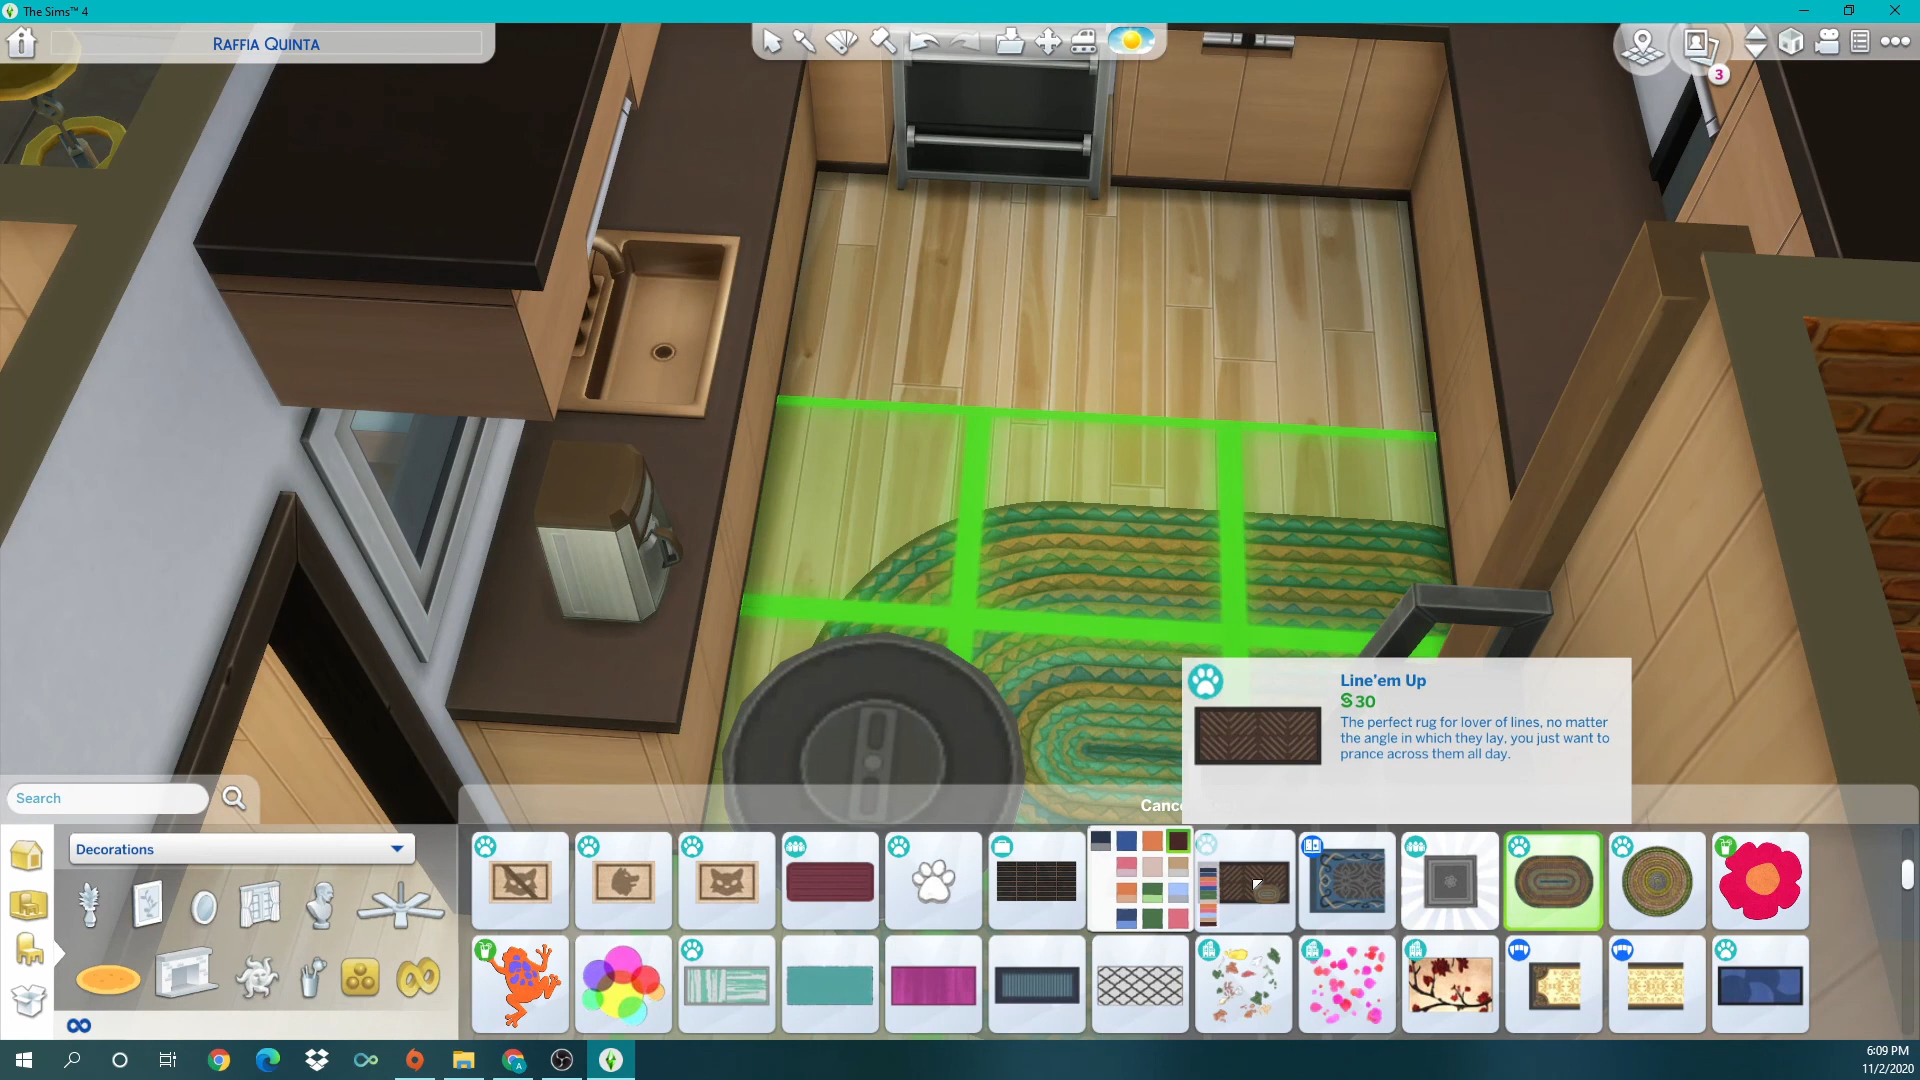 The Sims™ 4
Raffia Quinta
3
Line'em Up
§30
The perfect rug for lover of lines, no matter
the angle in which they lay, you just want to
prance across them all day.
Search
Decorations
6:09 PM
11/2/2020